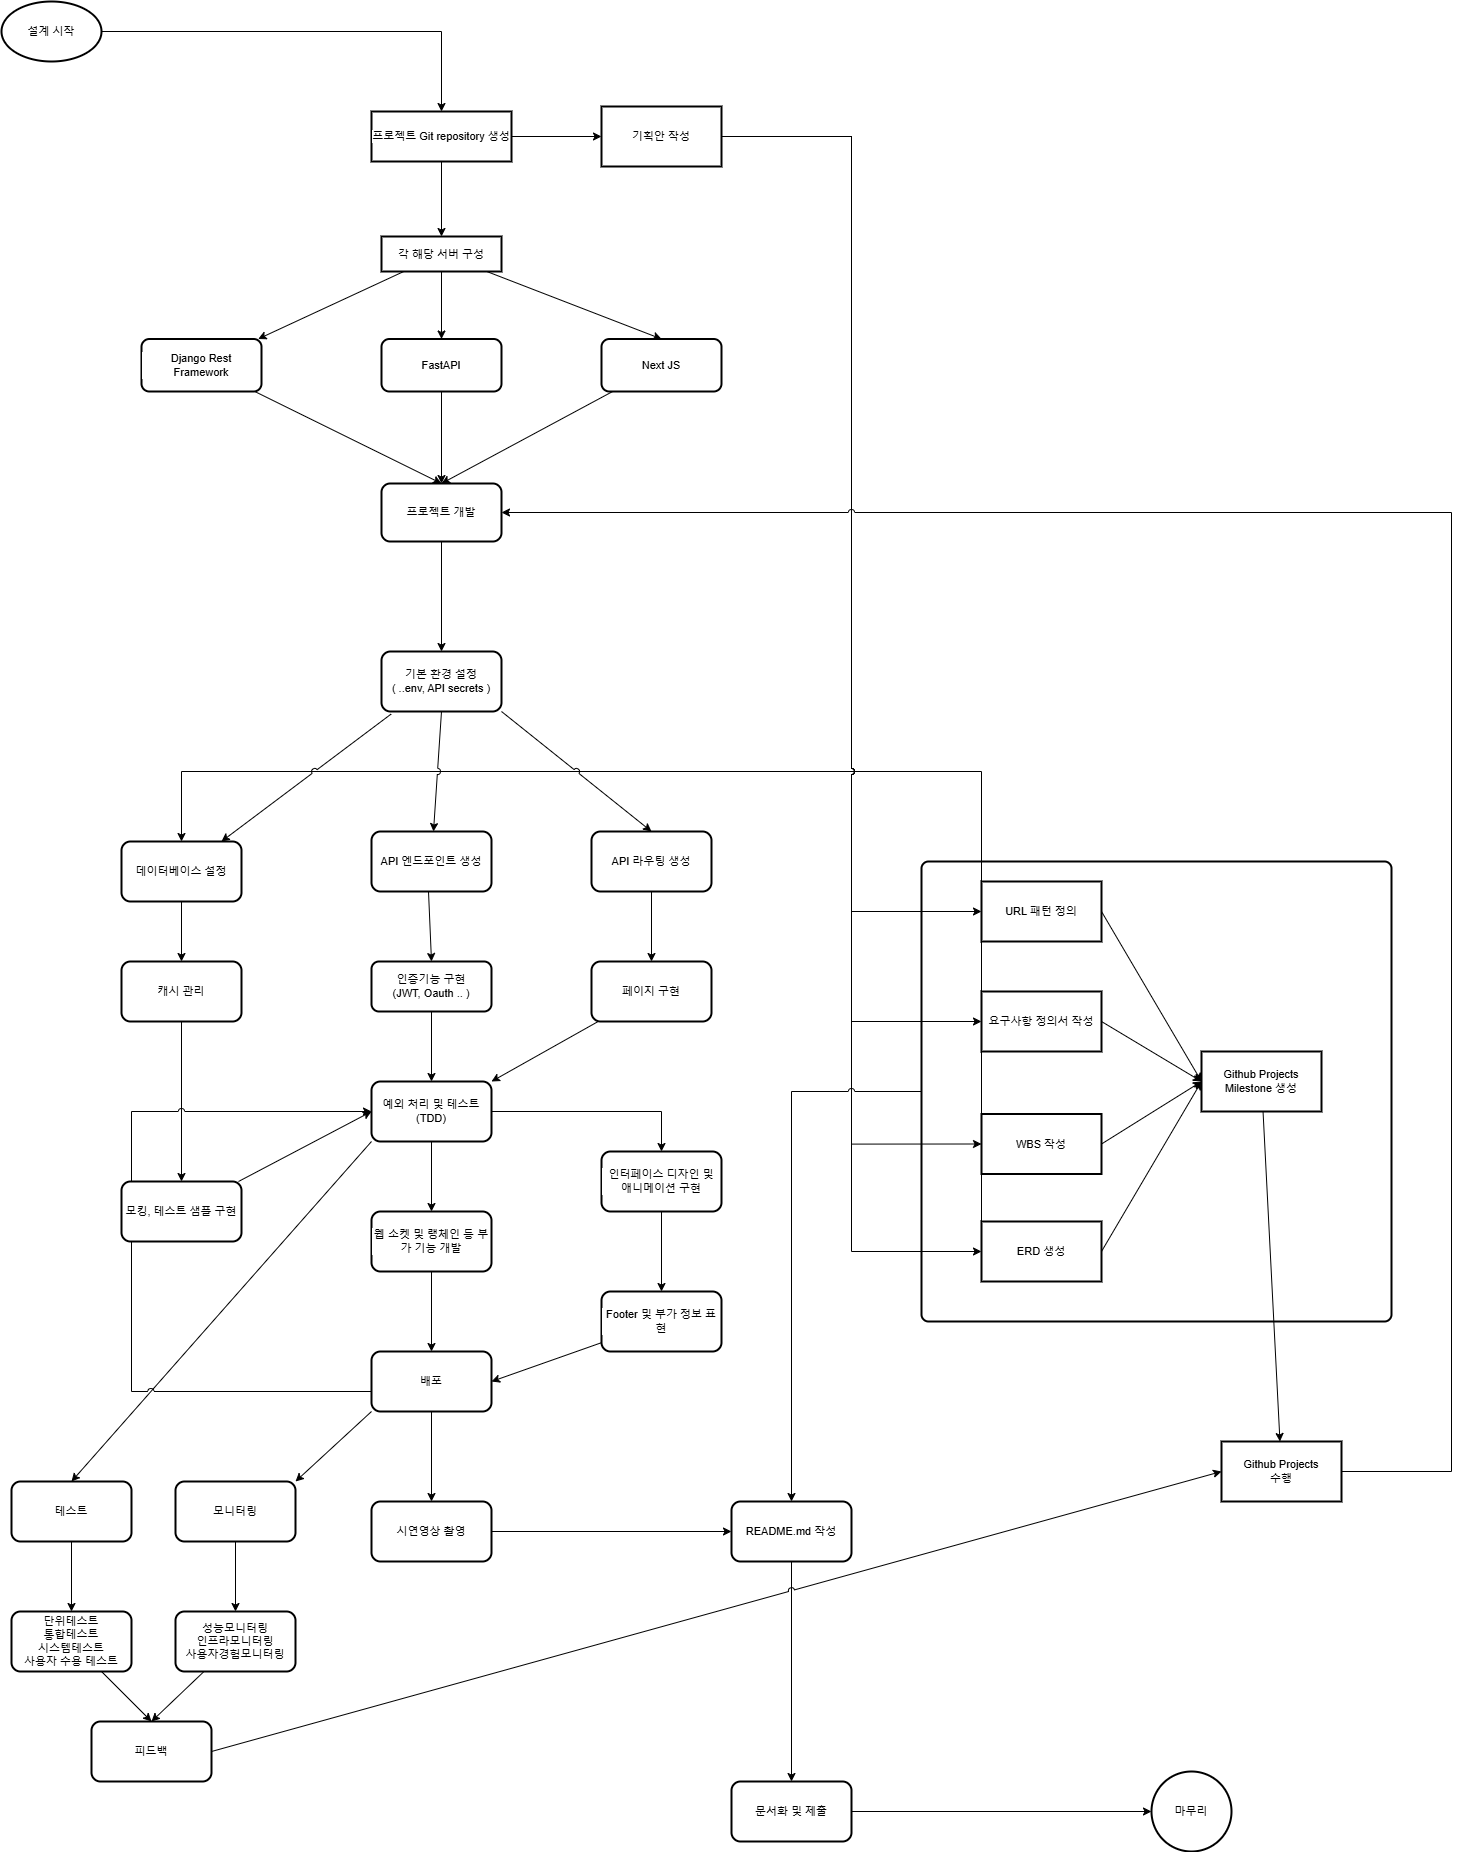 설계 시작
프로젝트 Git repository 생성
기획안 작성
각 해당 서버 구성
Django Rest
Framework
FastAPI
Next JS
프로젝트 개발
기본 환경 설정
( ..env, API secrets )
데이터베이스 설정
API 엔드포인트 생성
API 라우팅 생성
URL 패턴 정의
캐시 관리
인증기능 구현
(JWT, Oauth .. )
페이지 구현
요구사항 정의서 작성
Github Projects
Milestone 생성
예외 처리 및 테스트
(TDD)
WBS 작성
모킹, 테스트 샘플 구현
인터페이스 디자인 및
애니메이션 구현
웹 소켓 및 랭체인 등 부
가 기능 개발
ERD 생성
Footer 및 부가 정보 표
현
배포
Github Projects
수행
테스트
모니터링
시연영상 촬영
README.md 작성
단위테스트
통합테스트
시스템테스트
사용자 수용 테스트
성능모니터링
인프라모니터링
사용자경험모니터링
피드백
문서화 및 제출
마무리